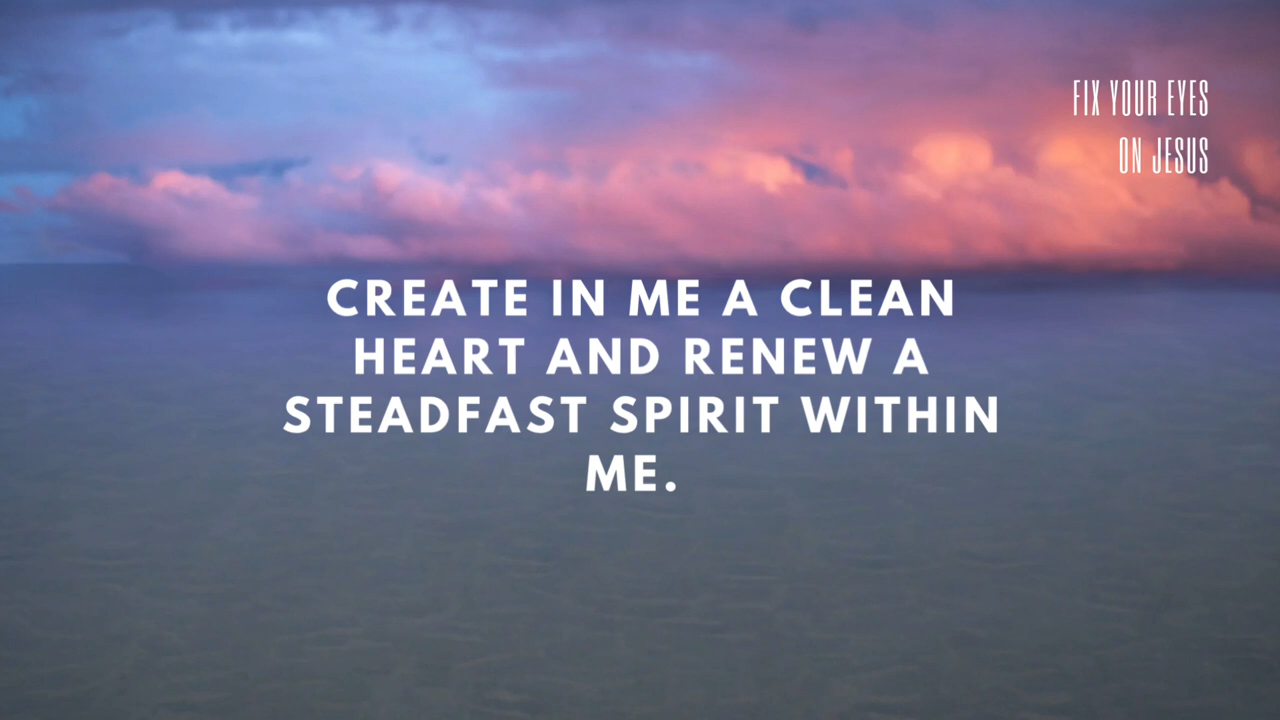 FIX YOUR EYES
ON JESUS
CREATE IN ME A CLEAN
HEART AND RENEW A
STEADFAST SPIRIT WITHIN
ME.